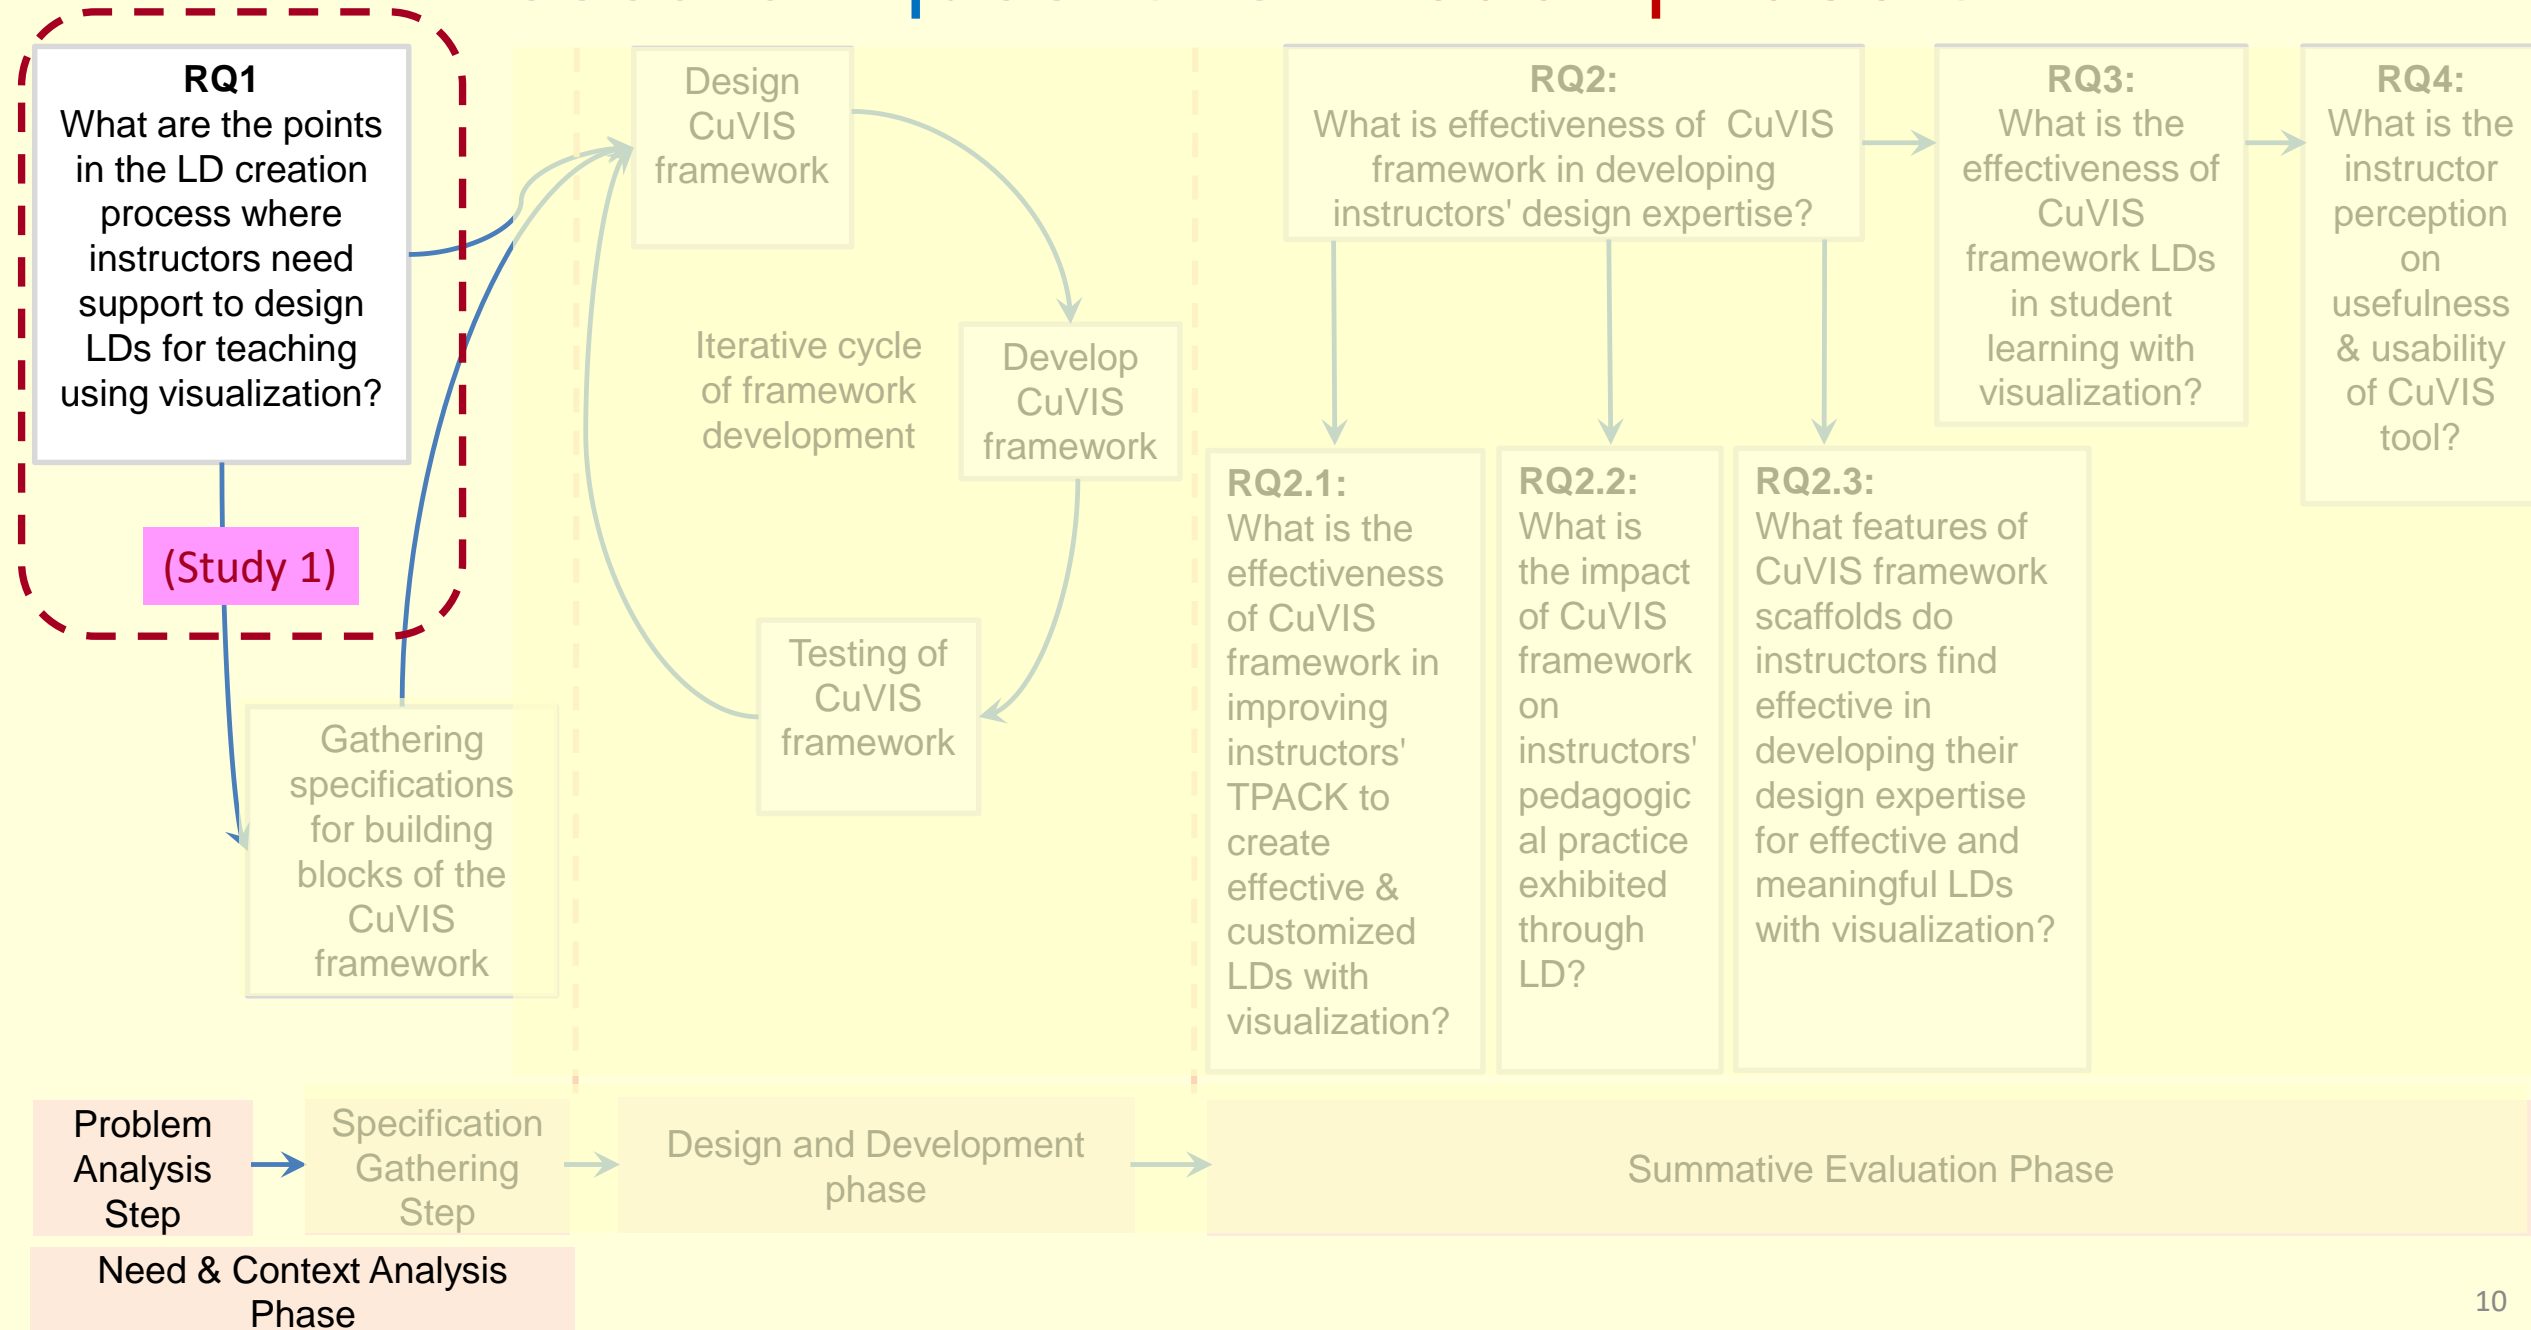 RQ1
What are the points
in the LD creation
process where
instructors need
support to design
LDs for teaching
using visualization?
(Study 1)
Gathering
specifications
for building
blocks of the
CuVIS
framework
Design
CuVIS
framework
Iterative cycle
of framework
development
Develop
CuVIS
framework
Testing of
CuVIS
framework
RQ2:
What is effectiveness of  CuVIS
framework in developing
instructors' design expertise?
RQ3:
What is the
effectiveness of
CuVIS
framework LDs
in student
learning with
visualization?
RQ4:
What is the
instructor
perception
on
usefulness
& usability
of CuVIS
tool?
RQ2.1:
What is the
effectiveness
of CuVIS
framework in
improving
instructors'
TPACK to
create
effective &
customized
LDs with
visualization?
RQ2.2:
What is
the impact
of CuVIS
framework
on
instructors'
pedagogic
al practice
exhibited
through
LD?
RQ2.3:
What features of
CuVIS framework
scaffolds do
instructors find
effective in
developing their
design expertise
for effective and
meaningful LDs
with visualization?
Problem
Analysis
Step
Specification
Gathering
Step
Design and Development
phase
Summative Evaluation Phase
Need & Context Analysis
Phase
10